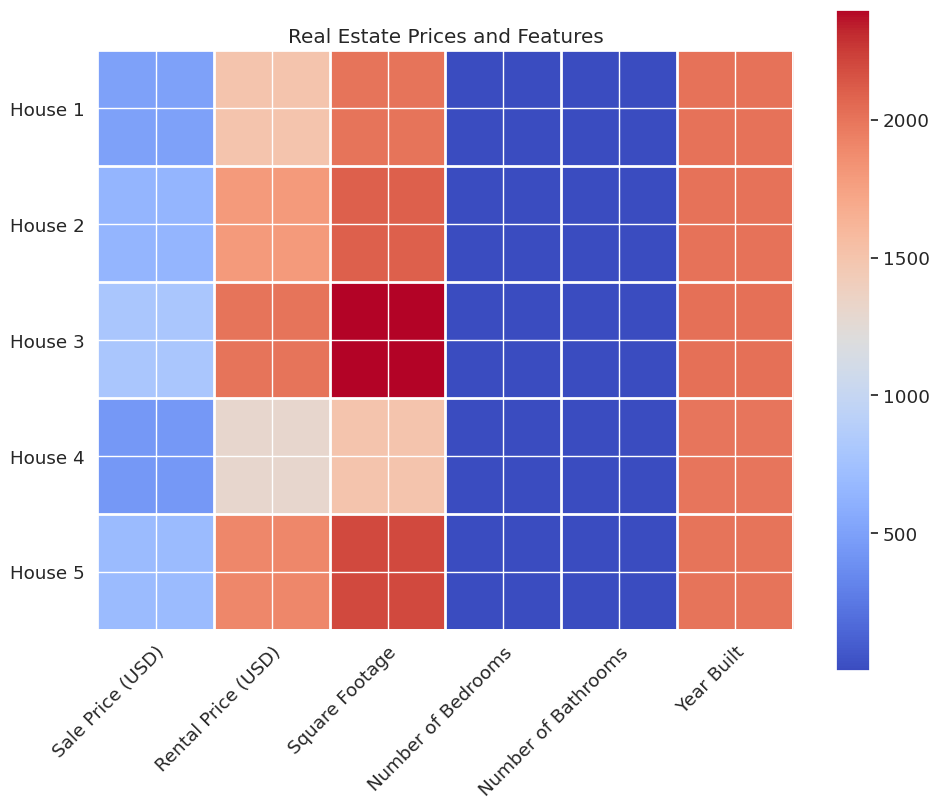 Real Estate Prices and Features
House 1
House 2
House 3
House 4
House 5
Sale Price (USD)
Rental Price (USD)
Square Footage
Number of Bedrooms
Number of Bathrooms
Year Built
2000
1500
1000
500